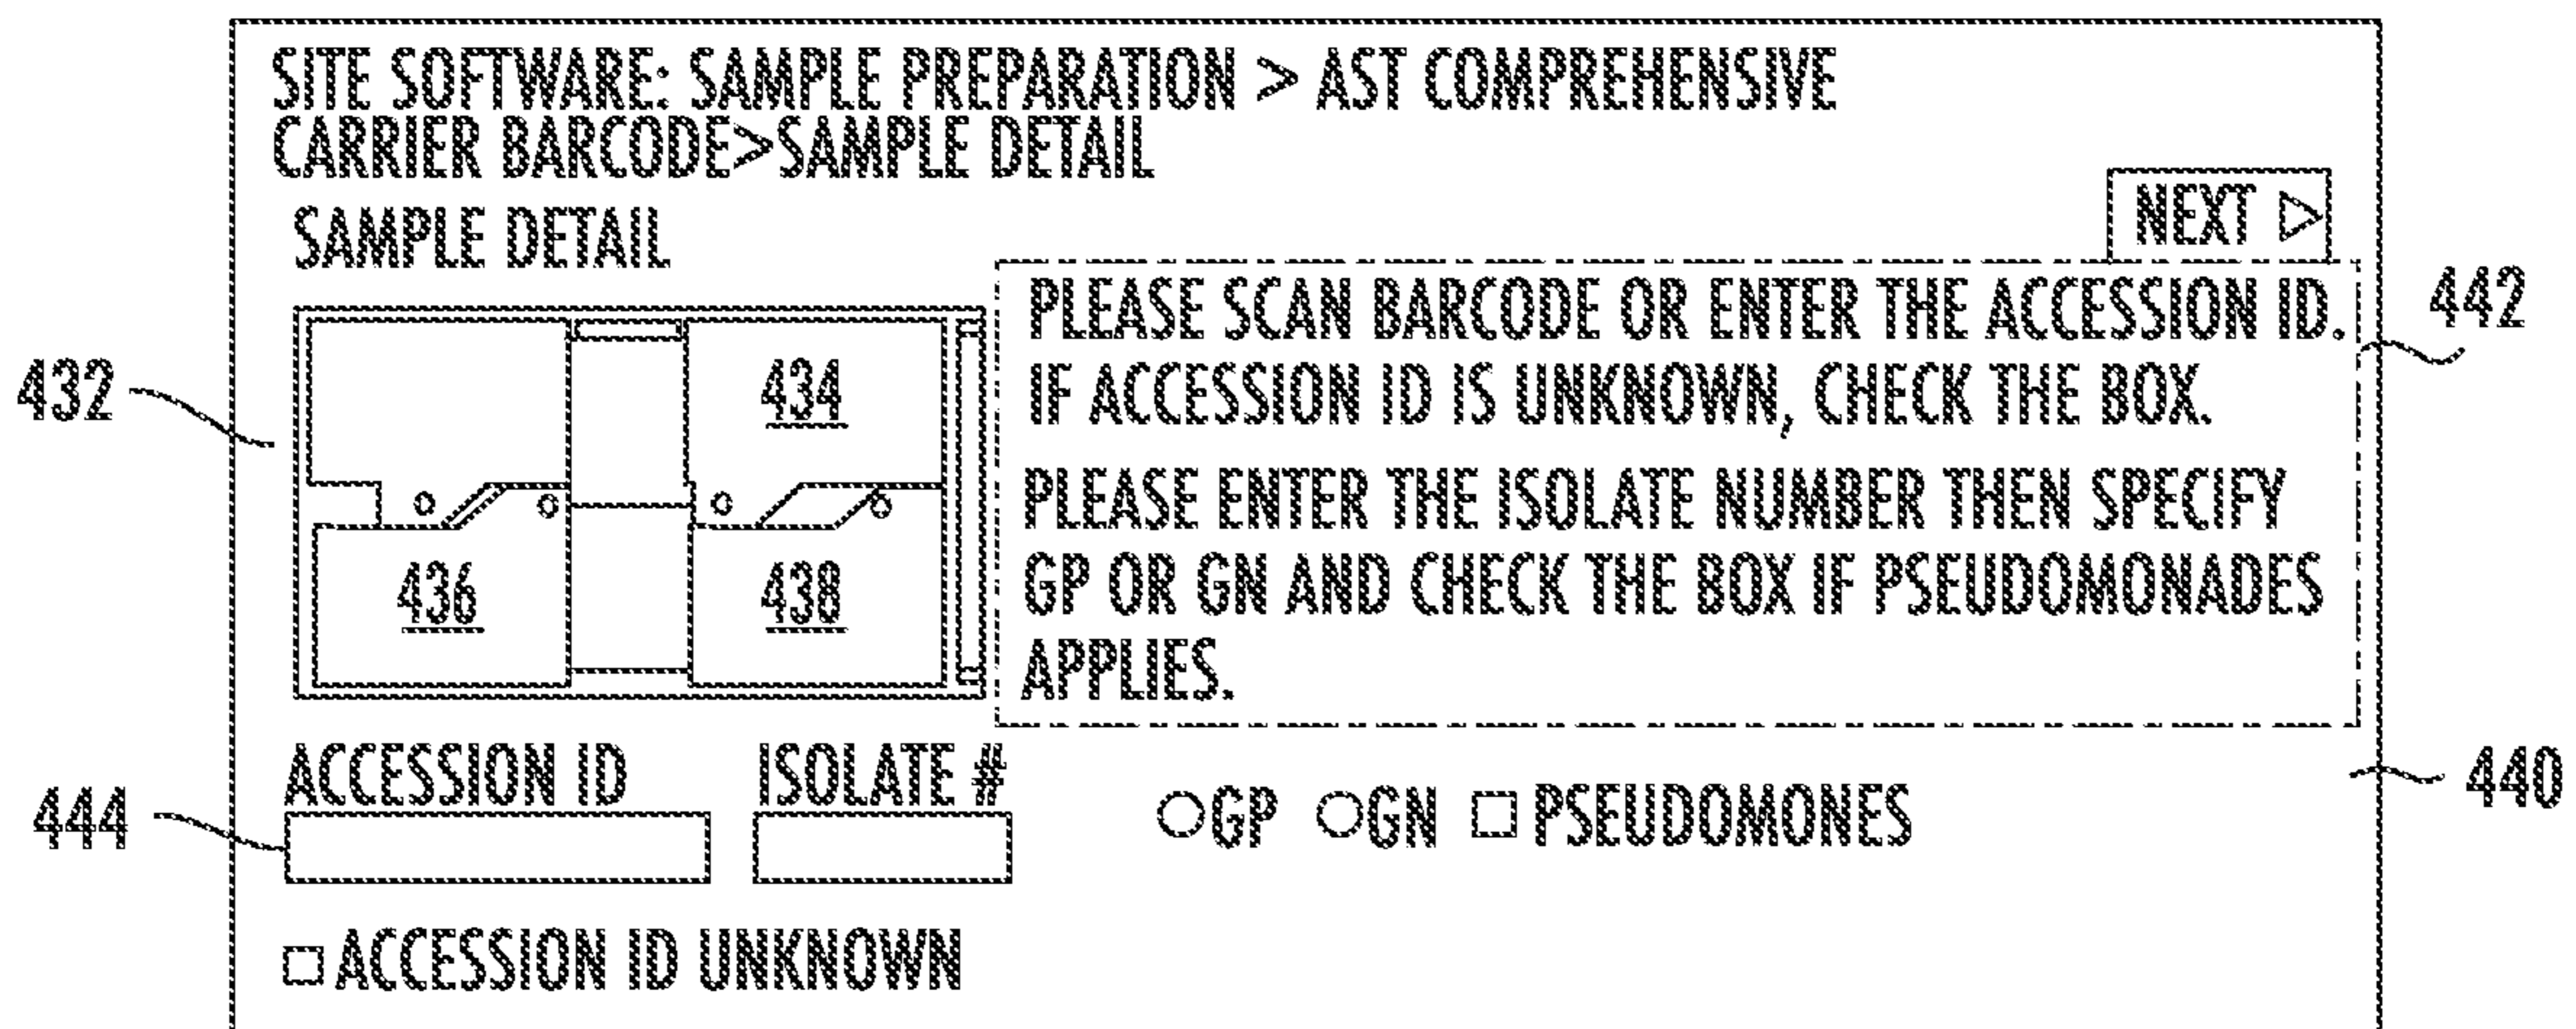 SITE SOFTWARE: SAMPLE PREPARATION > AST COMPREHENSIVE
CARRIER BARCODE>SAMPLE DETAIL
NEXT
SAMPLE DETAIL
PLEASE SCAN BARCODE OR ENTER THE ACCESSION ID.
IF ACCESSION ID IS UNKNOWN, CHECK THE BOX.
PLEASE ENTER THE ISOLATE NUMBER THEN SPECIFY
GP OR GN AND CHECK THE BOX IF PSEUDOMONADES
APPLIES.
442
432
434
436
438
ACCESSION ID
ISOLATE #
GP GN PSEUDOMONES
440
444
ACCESSION ID UNKNOWN